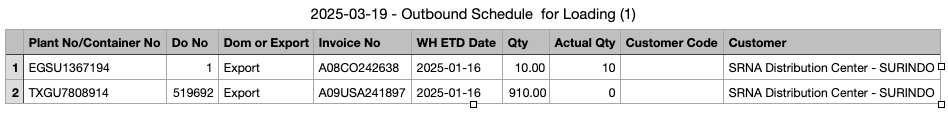 2025-03-19 - Outbound Schedule for Loading (1)
Plant No/Container No Do No Dom or Export Invoice No WH ETD Date Qty Actual Qty Customer Code Customer
1 EGSU1367194 1 Export A08CO242638 2025-01-16 10.00 10 SRNA Distribution Center - SURINDO
2 TXGU7808914 519692 Export A09USA241897 2025-01-16 910.00 0 SRNA Distribution Center - SURINDO